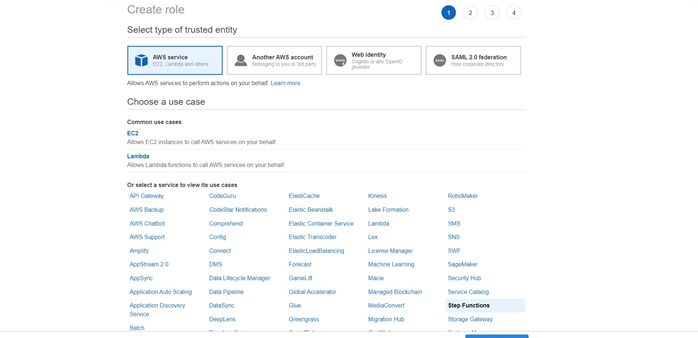 Create role
1 2 3 4
Select type of trusted entity
AWS service
EC2, Lambda and others
Another AWS account
Belonging to you or 3rd party
Web identity
Cognito or any OpenID
provider
SAML 2.0 federation
Your corporate directory
Allows AWS services to perform actions on your behalf. Learn more
Choose a use case
Common use cases
EC2
Allows EC2 instances to call AWS services on your behalf.
Lambda
Allows Lambda functions to call AWS services on your behalf.
Or select a service to view its use cases
API Gateway CodeGuru ElastiCache Kinesis RoboMaker
AWS Backup CodeStar Notifications Elastic Beanstalk Lake Formation S3
AWS Chatbot Comprehend Elastic Container Service Lambda SMS
AWS Support Config Elastic Transcoder Lex SNS
Amplify Connect ElasticLoadBalancing License Manager SWF
AppStream 2.0 DMS Forecast Machine Learning SageMaker
AppSync Data Lifecycle Manager GameLift Macie Security Hub
Application Auto Scaling Data Pipeline Global Accelerator Managed Blockchain Service Catalog
Application Discovery DataSync Glue MediaConvert Step Functions
Service
DeepLens Greengrass Migration Hub Storage Gateway
Batch